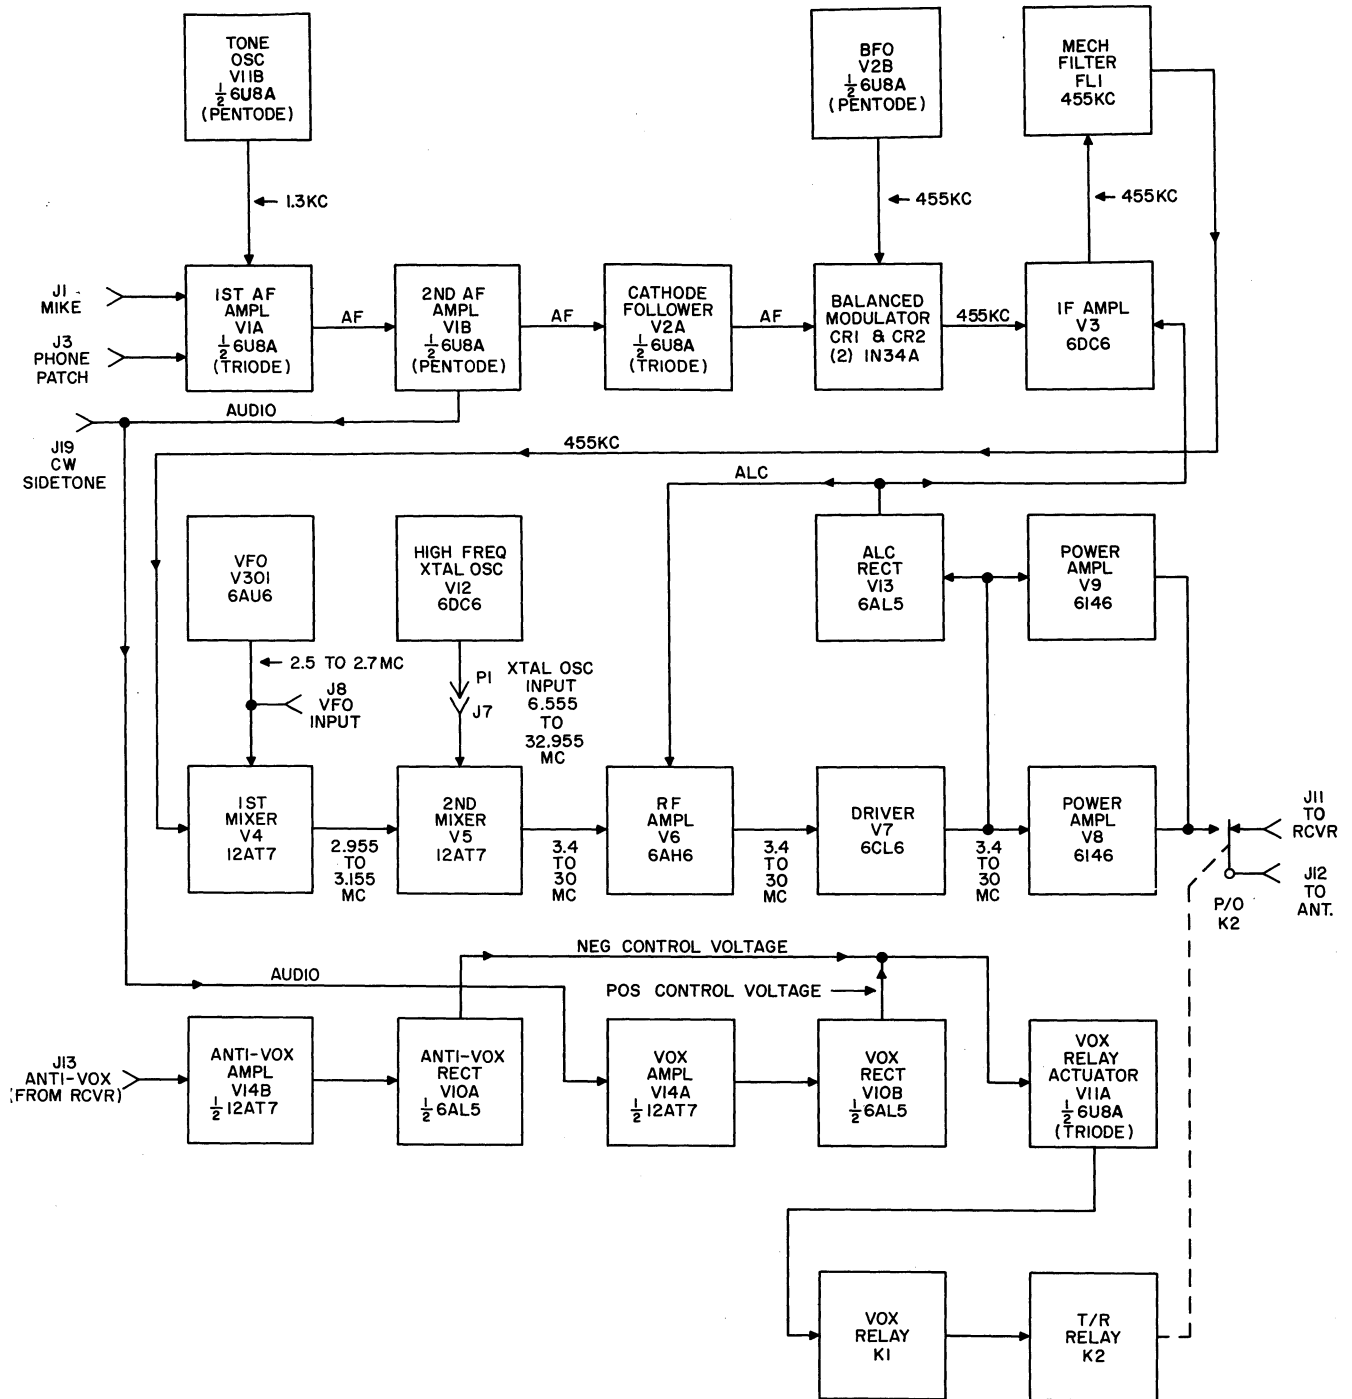 TONE
OSC
V11B
½ 6U8A
(PENTODE)
BFO
V2B
½ 6U8A
(PENTODE)
MECH
FILTER
FL1
455KC
1.3KC
455KC
455KC
J1
MIKE
J3
PHONE
PATCH
1ST AF
AMPL
V1A
½ 6U8A
(TRIODE)
AF
2ND AF
AMPL
V1B
½ 6U8A
(PENTODE)
AF
CATHODE
FOLLOWER
V2A
½ 6U8A
(TRIODE)
AF
BALANCED
MODULATOR
CR1 & CR2
(2) 1N34A
455KC
IF AMPL
V3
6DC6
AUDIO
J19
CW
SIDETONE
455KC
ALC
VFO
V301
6AU6
HIGH FREQ
XTAL OSC
V12
6DC6
ALC
RECT
V13
6AL5
POWER
AMPL
V9
6146
2.5 TO 2.7MC
J8
VFO
INPUT
P1
J7
XTAL OSC
INPUT
6.555
TO
32.955
MC
1ST
MIXER
V4
12AT7
2.955
TO
3.155
MC
2ND
MIXER
V5
12AT7
3.4
TO
30
MC
RF
AMPL
V6
6AH6
3.4
TO
30
MC
DRIVER
V7
6CL6
3.4
TO
30
MC
POWER
AMPL
V8
6146
J11
TO
RCVR
J12
TO
ANT.
P/O
K2
NEG CONTROL VOLTAGE
AUDIO
POS CONTROL VOLTAGE
J13
ANTI-VOX
(FROM RCVR)
ANTI-VOX
AMPL
V14B
½ 12AT7
ANTI-VOX
RECT
V10A
½ 6AL5
VOX
AMPL
V14A
½ 12AT7
VOX
RECT
V10B
½ 6AL5
VOX
RELAY
ACTUATOR
V11A
½ 6U8A
(TRIODE)
VOX
RELAY
K1
T/R
RELAY
K2